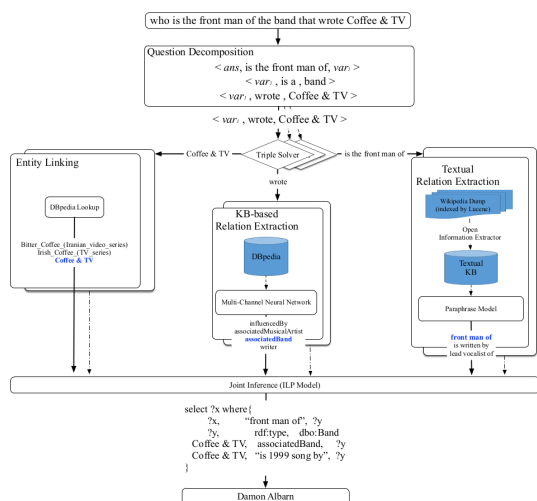 who is the front man of the band that wrote Coffee & TV
Question Decomposition
< ans, is the front man of, var₁ >
< var₁ , is a , band >
< var₁ , wrote , Coffee & TV >
< var₁ , wrote, Coffee & TV >
Coffee & TV
Triple Solver
is the front man of
wrote
Entity Linking
DBpedia Lookup
Bitter_Coffee_(Iranian_video_series)
Irish_Coffee_(TV_series)
Coffee & TV
KB-based
Relation Extraction
DBpedia
Multi-Channel Neural Network
influencedBy
associatedMusicalArtist
associatedBand
writer
Textual
Relation Extraction
Wikipedia Dump
(indexed by Lucene)
Open
Information Extractor
Textual
KB
Paraphrase Model
front man of
is written by
lead vocalist of
Joint Inference (ILP Model)
select ?x where{
?x, “front man of”, ?y
?y, rdf:type, dbo:Band
Coffee & TV, associatedBand, ?y
Coffee & TV, “is 1999 song by”, ?y
}
Damon Albarn